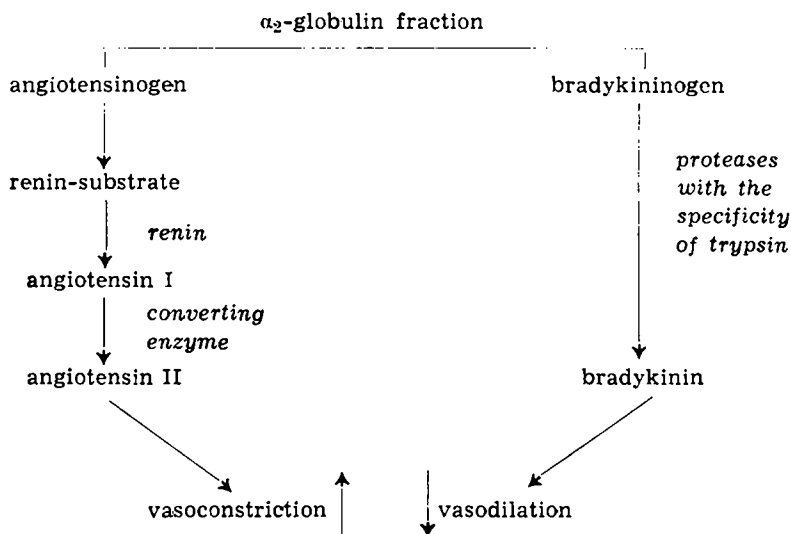 α₂-globulin fraction
angiotensinogen
bradykininogen
proteases
with the
specificity
of trypsin
renin-substrate
renin
angiotensin I
converting
enzyme
angiotensin II
bradykinin
vasoconstriction
vasodilation